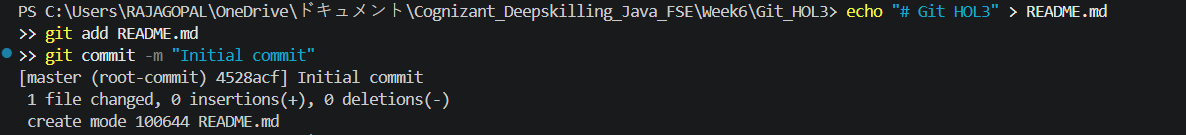 PS C:\Users\RAJAGOPAL\OneDrive\ドキュメント\Cognizant_Deepskilling_Java_FSE\Week6\Git_HOL3> echo "# Git HOL3" > README.md
>> git add README.md
>> git commit -m "Initial commit"
[master (root-commit) 4528acf] Initial commit
 1 file changed, 0 insertions(+), 0 deletions(-)
 create mode 100644 README.md